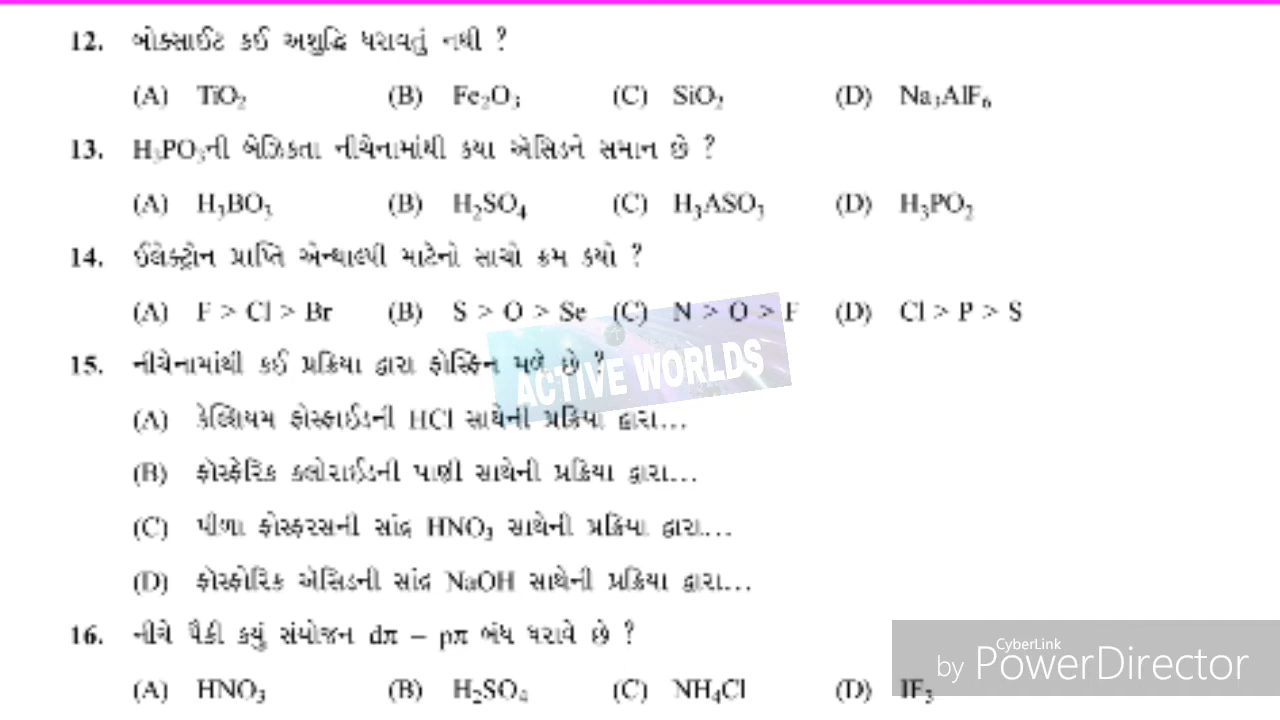 12. બોક્સાઈટ કઈ અશુદ્ધિ ધરાવતું નથી ?
(A) TiO₂ (B) Fe₂O₃ (C) SiO₂ (D) Na₃AlF₆
13. H₃PO₃ની બેઝિકતા નીચેનામાંથી કયા ઍસિડને સમાન છે ?
(A) H₃BO₃ (B) H₂SO₄ (C) H₃ASO₃ (D) H₃PO₂
14. ઈલેક્ટ્રોન પ્રાપ્તિ એન્થાલ્પી માટેનો સાચો ક્રમ કયો ?
(A) F > Cl > Br (B) S > O > Se (C) N > O > F (D) Cl > P > S
15. નીચેનામાંથી કઈ પ્રક્રિયા દ્વારા ફોસ્ફિન મળે છે ?
ACTIVE WORLDS
(A) કેલ્શિયમ ફોસ્ફાઈડની HCl સાથેની પ્રક્રિયા દ્વારા...
(B) ફૉસ્ફેરિક ક્લોરાઈડની પાણી સાથેની પ્રક્રિયા દ્વારા...
(C) પીળા ફોસ્ફરસની સાંદ્ર HNO₃ સાથેની પ્રક્રિયા દ્વારા...
(D) ફૉસ્ફોરિક ઍસિડની સાંદ્ર NaOH સાથેની પ્રક્રિયા દ્વારા...
16. નીચે પૈકી કયું સંયોજન dπ – pπ બંધ ધરાવે છે ?
(A) HNO₃ (B) H₂SO₄ (C) NH₄Cl (D) IF₃
by CyberLink PowerDirector